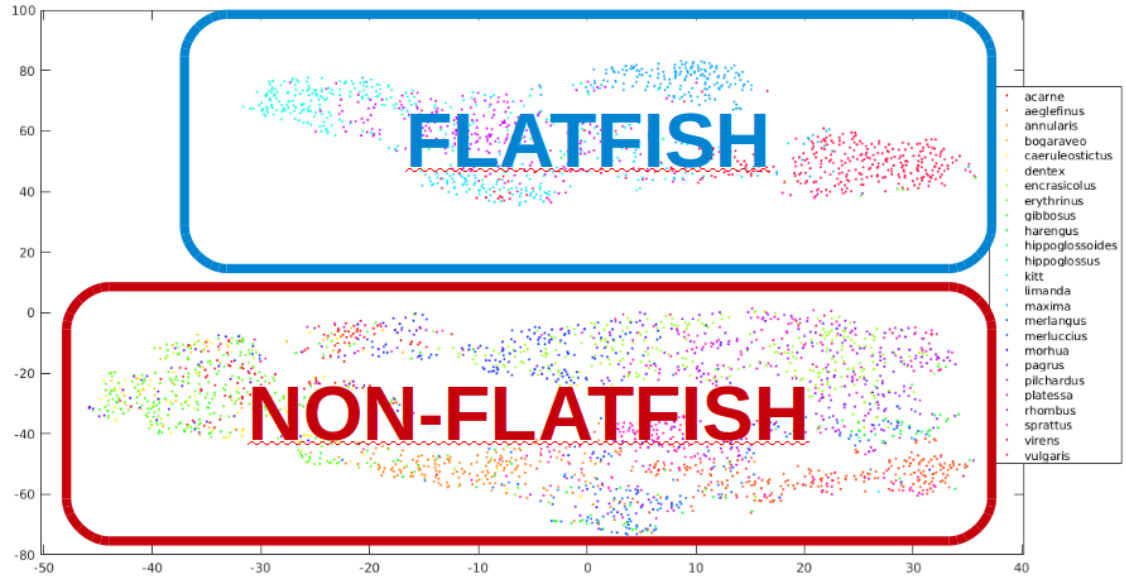 100
80
60
40
20
0
-20
-40
-60
-80
-50
-40
-30
-20
-10
0
10
20
30
40
FLATFISH
NON-FLATFISH
acarne
aeglefinus
annularis
bogaraveo
caeruleostictus
dentex
encrasicolus
erythrinus
gibbosus
harengus
hippoglossoides
hippoglossus
kitt
limanda
maxima
merlangus
merluccius
morhua
pagrus
pilchardus
platessa
rhombus
sprattus
virens
vulgaris